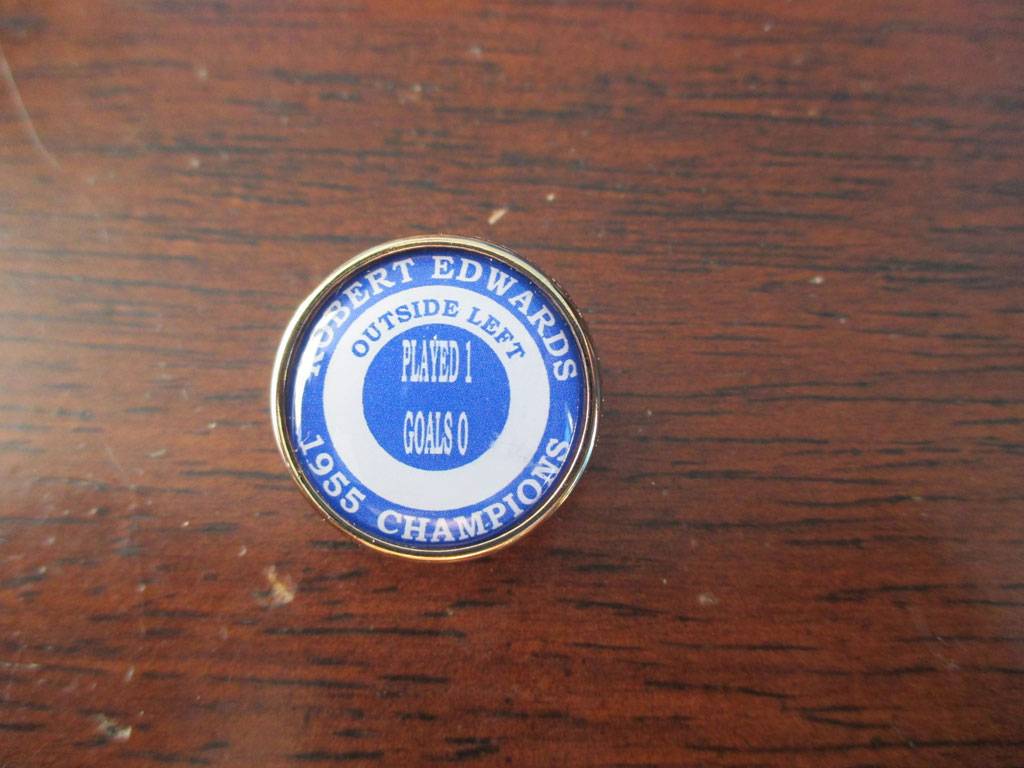 ROBERT EDWARDS
OUTSIDE LEFT
PLAYED 1
GOALS 0
1955 CHAMPIONS